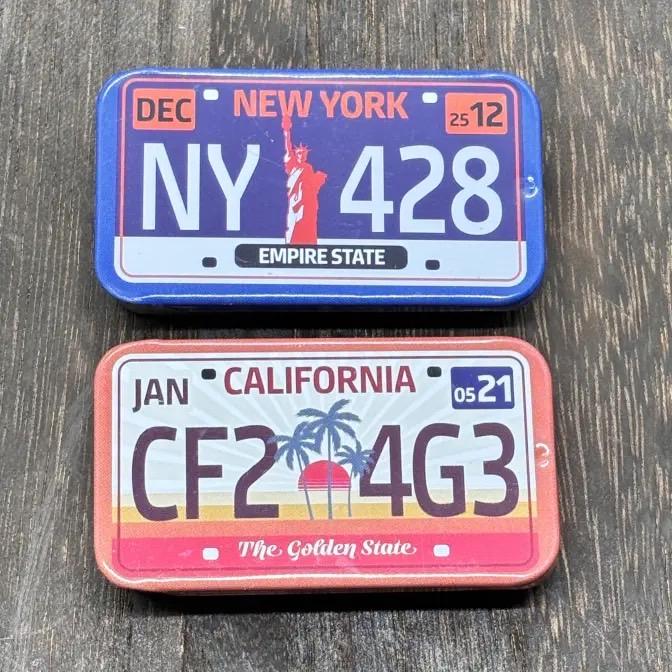 DEC NEW YORK 25 12
NY 428
EMPIRE STATE
JAN CALIFORNIA 05 21
CF2 4G3
The Golden State